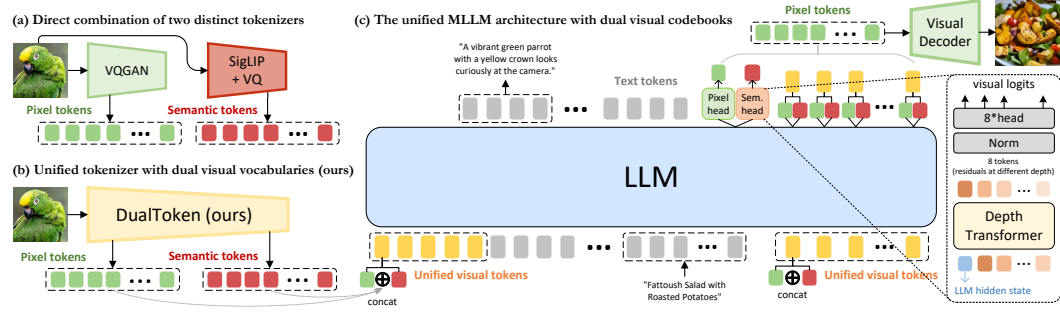 (a) Direct combination of two distinct tokenizers
VQGAN
SigLIP
+ VQ
Pixel tokens
Semantic tokens
(b) Unified tokenizer with dual visual vocabularies (ours)
DualToken (ours)
Pixel tokens
Semantic tokens
(c) The unified MLLM architecture with dual visual codebooks
Pixel tokens
Visual
Decoder
"A vibrant green parrot
with a yellow crown looks
curiously at the camera."
Text tokens
Pixel
head
Sem.
head
LLM
concat
Unified visual tokens
"Fattoush Salad with
Roasted Potatoes"
concat
Unified visual tokens
visual logits
8*head
Norm
8 tokens
(residuals at different depth)
Depth
Transformer
LLM hidden state